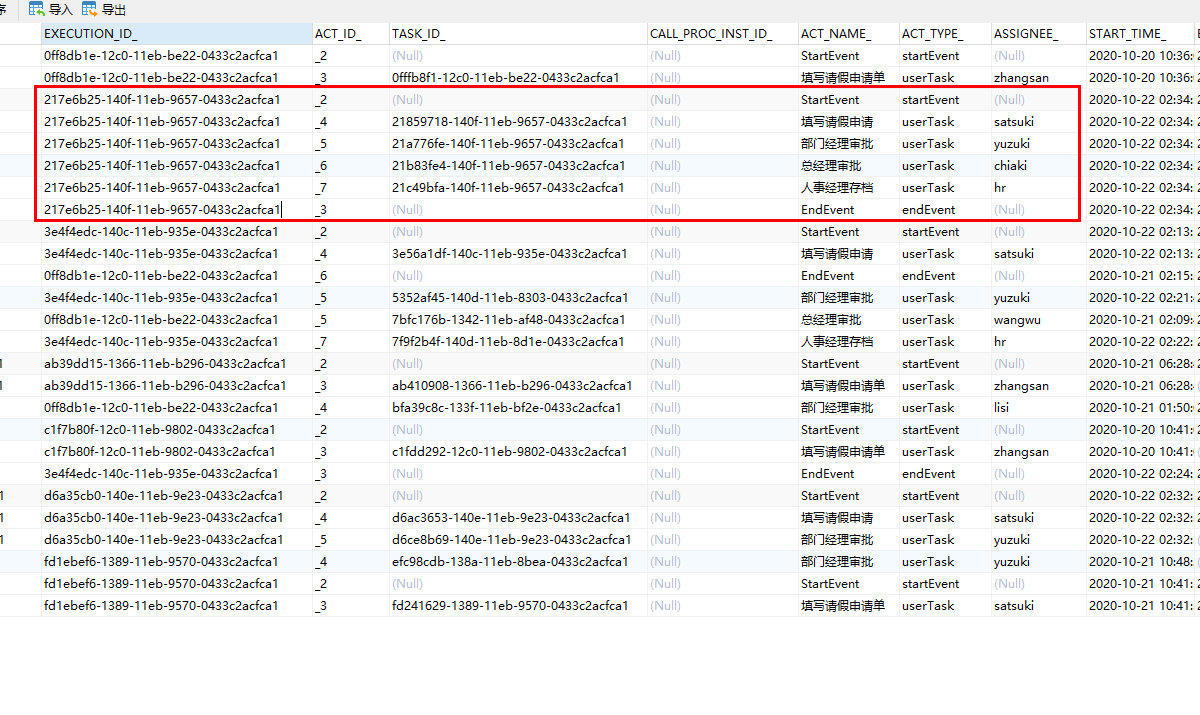 序 导入 导出
EXECUTION_ID_ ACT_ID_ TASK_ID_ CALL_PROC_INST_ID_ ACT_NAME_ ACT_TYPE_ ASSIGNEE_ START_TIME_
0ff8db1e-12c0-11eb-be22-0433c2acfca1 _2 (Null) (Null) StartEvent startEvent (Null) 2020-10-20 10:36:
0ff8db1e-12c0-11eb-be22-0433c2acfca1 _3 0fffb8f1-12c0-11eb-be22-0433c2acfca1 (Null) 填写请假申请单 userTask zhangsan 2020-10-20 10:36:
217e6b25-140f-11eb-9657-0433c2acfca1 _2 (Null) (Null) StartEvent startEvent (Null) 2020-10-22 02:34:
217e6b25-140f-11eb-9657-0433c2acfca1 _4 21859718-140f-11eb-9657-0433c2acfca1 (Null) 填写请假申请 userTask satsuki 2020-10-22 02:34:
217e6b25-140f-11eb-9657-0433c2acfca1 _5 21a776fe-140f-11eb-9657-0433c2acfca1 (Null) 部门经理审批 userTask yuzuki 2020-10-22 02:34:
217e6b25-140f-11eb-9657-0433c2acfca1 _6 21b83fe4-140f-11eb-9657-0433c2acfca1 (Null) 总经理审批 userTask chiaki 2020-10-22 02:34:
217e6b25-140f-11eb-9657-0433c2acfca1 _7 21c49bfa-140f-11eb-9657-0433c2acfca1 (Null) 人事经理存档 userTask hr 2020-10-22 02:34:
217e6b25-140f-11eb-9657-0433c2acfca1 _3 (Null) (Null) EndEvent endEvent (Null) 2020-10-22 02:34:
3e4f4edc-140c-11eb-935e-0433c2acfca1 _2 (Null) (Null) StartEvent startEvent (Null) 2020-10-22 02:13:
3e4f4edc-140c-11eb-935e-0433c2acfca1 _4 3e56a1df-140c-11eb-935e-0433c2acfca1 (Null) 填写请假申请 userTask satsuki 2020-10-22 02:13:
0ff8db1e-12c0-11eb-be22-0433c2acfca1 _6 (Null) (Null) EndEvent endEvent (Null) 2020-10-21 02:15:
3e4f4edc-140c-11eb-935e-0433c2acfca1 _5 5352af45-140d-11eb-8303-0433c2acfca1 (Null) 部门经理审批 userTask yuzuki 2020-10-22 02:21:
0ff8db1e-12c0-11eb-be22-0433c2acfca1 _5 7bfc176b-1342-11eb-af48-0433c2acfca1 (Null) 总经理审批 userTask wangwu 2020-10-21 02:09:
3e4f4edc-140c-11eb-935e-0433c2acfca1 _7 7f9f2b4f-140d-11eb-8d1e-0433c2acfca1 (Null) 人事经理存档 userTask hr 2020-10-22 02:22:
1 ab39dd15-1366-11eb-b296-0433c2acfca1 _2 (Null) (Null) StartEvent startEvent (Null) 2020-10-21 06:28:
1 ab39dd15-1366-11eb-b296-0433c2acfca1 _3 ab410908-1366-11eb-b296-0433c2acfca1 (Null) 填写请假申请单 userTask zhangsan 2020-10-21 06:28:
0ff8db1e-12c0-11eb-be22-0433c2acfca1 _4 bfa39c8c-133f-11eb-bf2e-0433c2acfca1 (Null) 部门经理审批 userTask lisi 2020-10-21 01:50:
c1f7b80f-12c0-11eb-9802-0433c2acfca1 _2 (Null) (Null) StartEvent startEvent (Null) 2020-10-20 10:41:
c1f7b80f-12c0-11eb-9802-0433c2acfca1 _3 c1fdd292-12c0-11eb-9802-0433c2acfca1 (Null) 填写请假申请单 userTask zhangsan 2020-10-20 10:41:
3e4f4edc-140c-11eb-935e-0433c2acfca1 _3 (Null) (Null) EndEvent endEvent (Null) 2020-10-22 02:24:
1 d6a35cb0-140e-11eb-9e23-0433c2acfca1 _2 (Null) (Null) StartEvent startEvent (Null) 2020-10-22 02:32:
1 d6a35cb0-140e-11eb-9e23-0433c2acfca1 _4 d6ac3653-140e-11eb-9e23-0433c2acfca1 (Null) 填写请假申请 userTask satsuki 2020-10-22 02:32:
1 d6a35cb0-140e-11eb-9e23-0433c2acfca1 _5 d6ce8b69-140e-11eb-9e23-0433c2acfca1 (Null) 部门经理审批 userTask yuzuki 2020-10-22 02:32:
fd1ebef6-1389-11eb-9570-0433c2acfca1 _4 efc98cdb-138a-11eb-8bea-0433c2acfca1 (Null) 部门经理审批 userTask yuzuki 2020-10-21 10:48:
fd1ebef6-1389-11eb-9570-0433c2acfca1 _2 (Null) (Null) StartEvent startEvent (Null) 2020-10-21 10:41:
fd1ebef6-1389-11eb-9570-0433c2acfca1 _3 fd241629-1389-11eb-9570-0433c2acfca1 (Null) 填写请假申请单 userTask satsuki 2020-10-21 10:41: